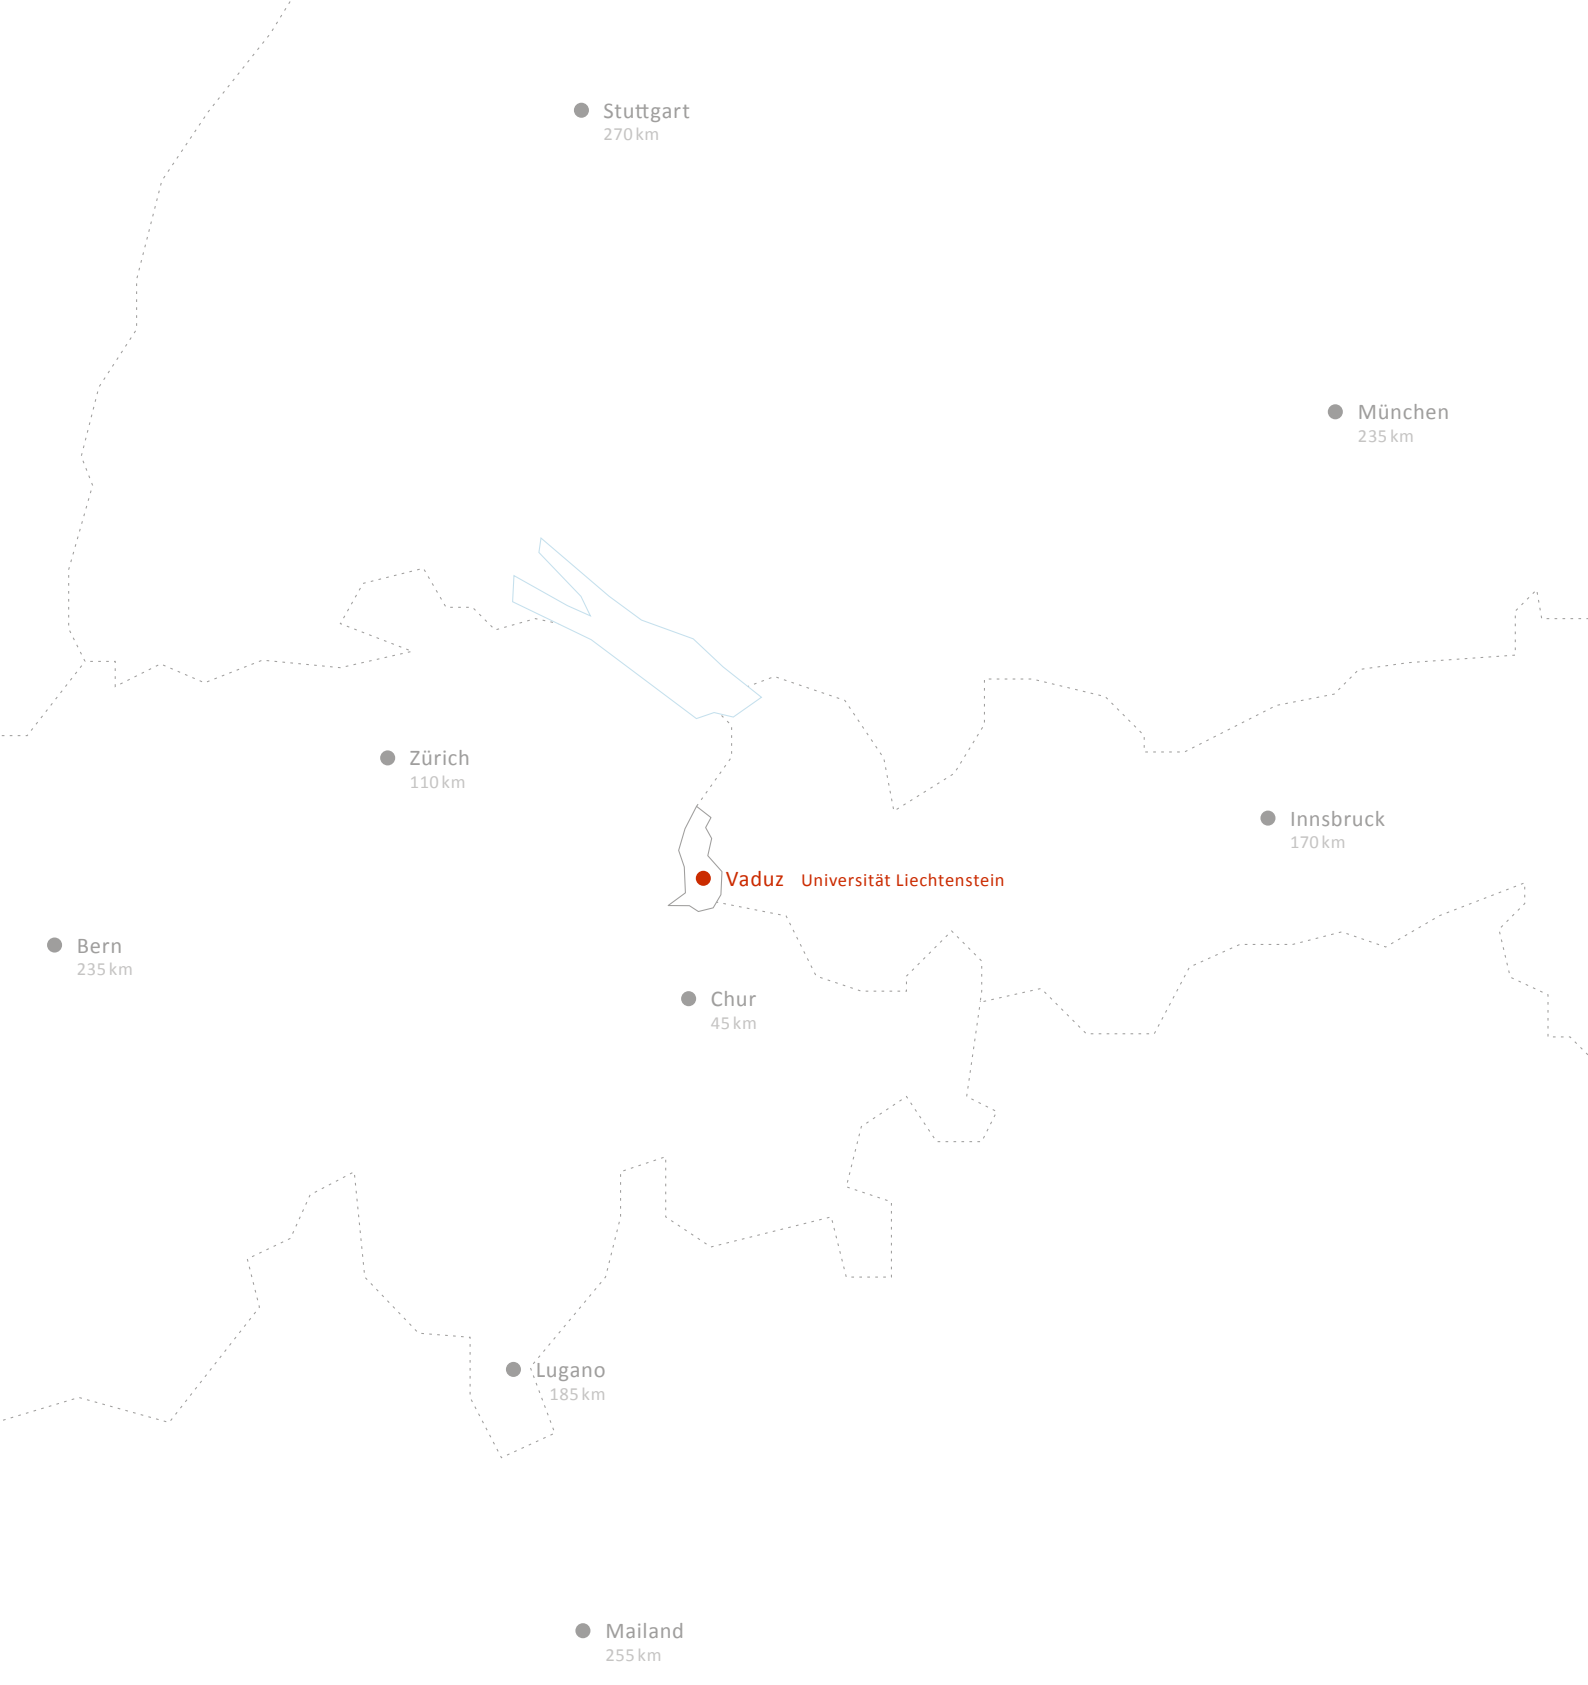 Stuttgart
270 km
München
235 km
Zürich
110 km
Innsbruck
170 km
Vaduz Universität Liechtenstein
Bern
235 km
Chur
45 km
Lugano
185 km
Mailand
255 km